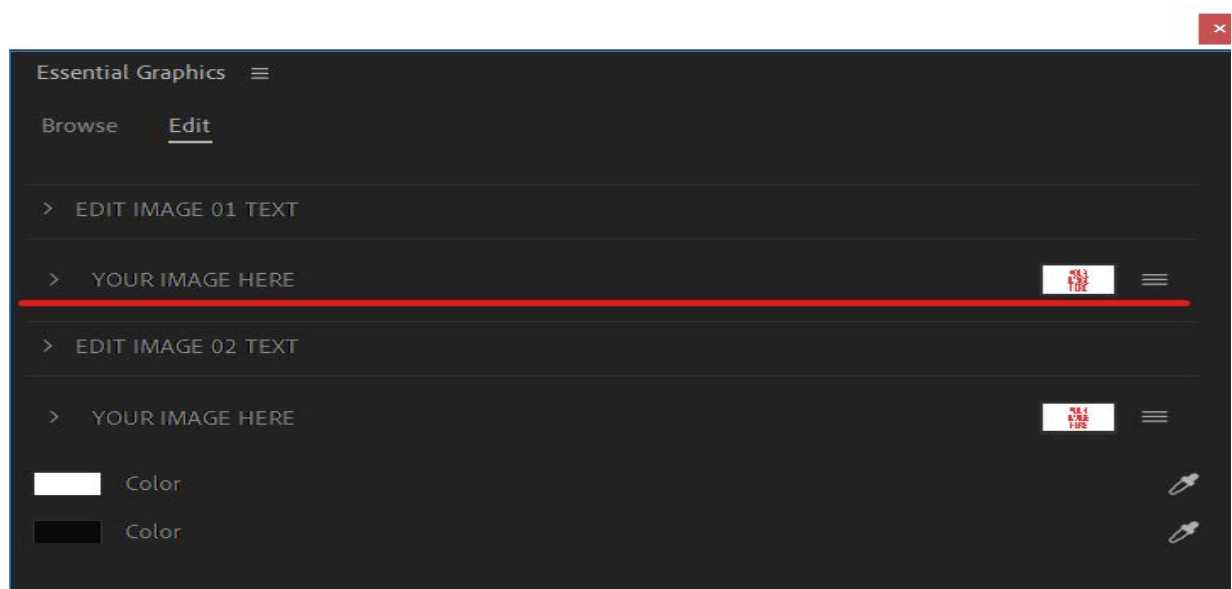 Essential Graphics
Browse Edit
EDIT IMAGE 01 TEXT
YOUR IMAGE HERE
EDIT IMAGE 02 TEXT
YOUR IMAGE HERE
Color
Color